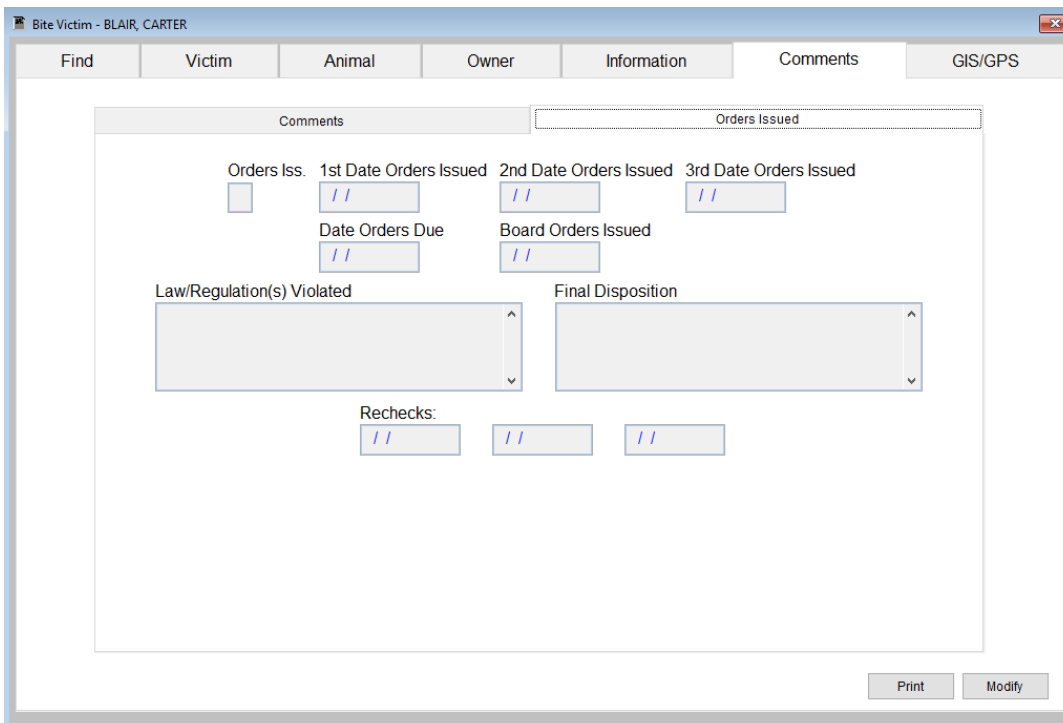 Bite Victim - BLAIR, CARTER
Find Victim Animal Owner Information Comments GIS/GPS
Comments Orders Issued
Orders Iss. 1st Date Orders Issued 2nd Date Orders Issued 3rd Date Orders Issued
/ / / / / /
Date Orders Due Board Orders Issued
/ / / /
Law/Regulation(s) Violated Final Disposition
Rechecks:
/ / / / / /
Print Modify